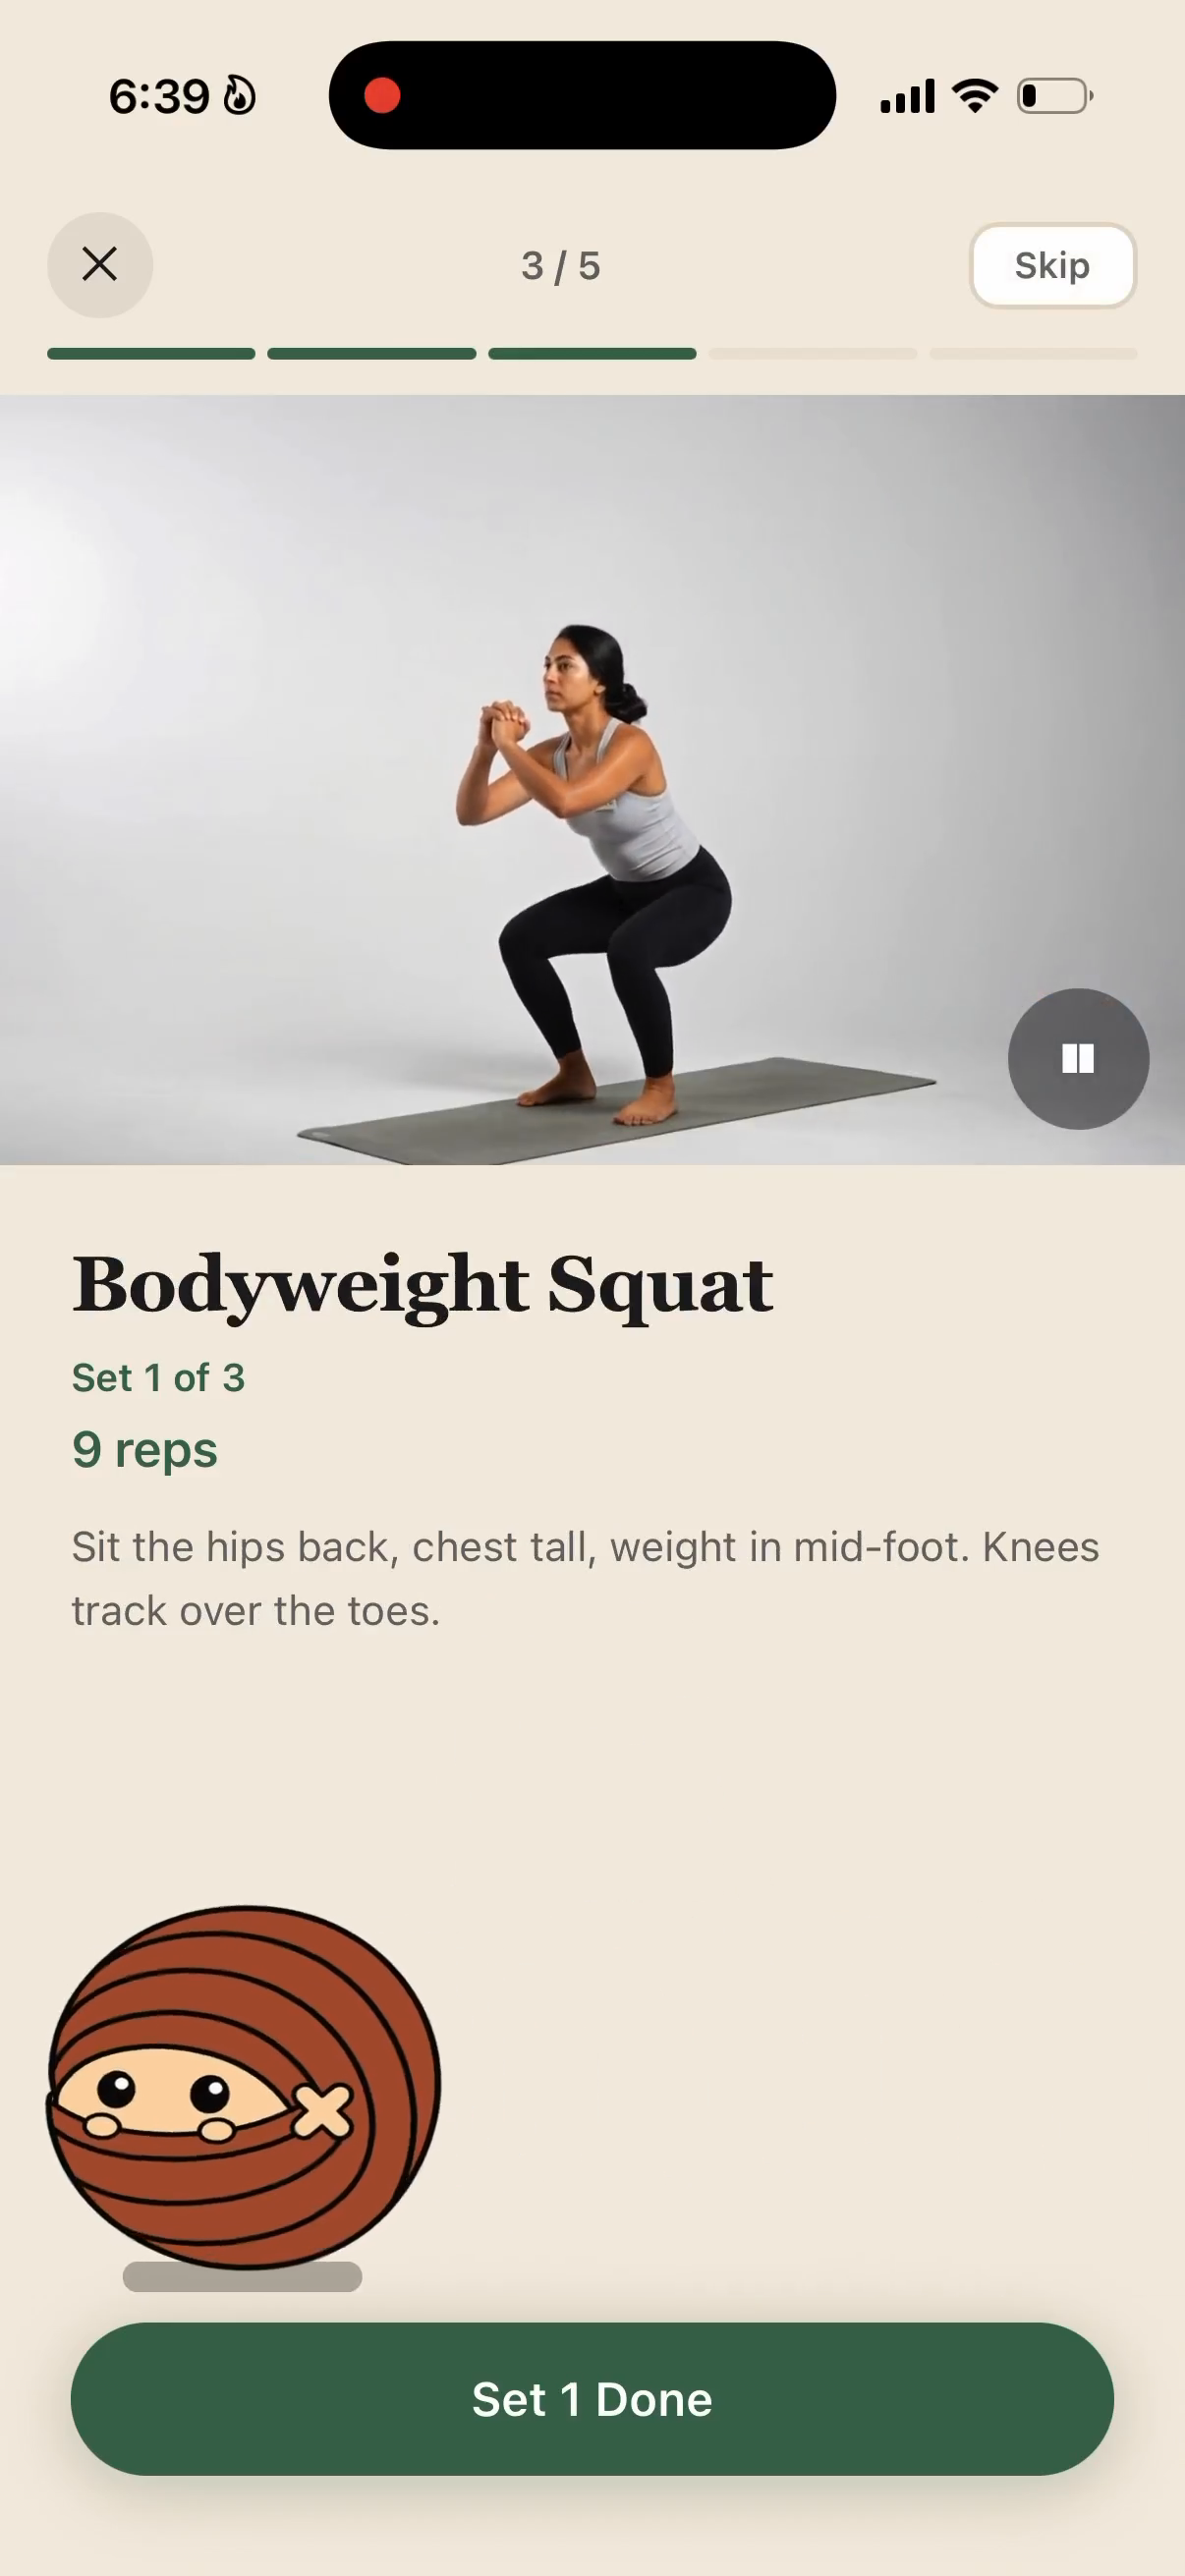 6:39
3 / 5
Skip
Bodyweight Squat
Set 1 of 3
9 reps
Sit the hips back, chest tall, weight in mid-foot. Knees
track over the toes.
Set 1 Done